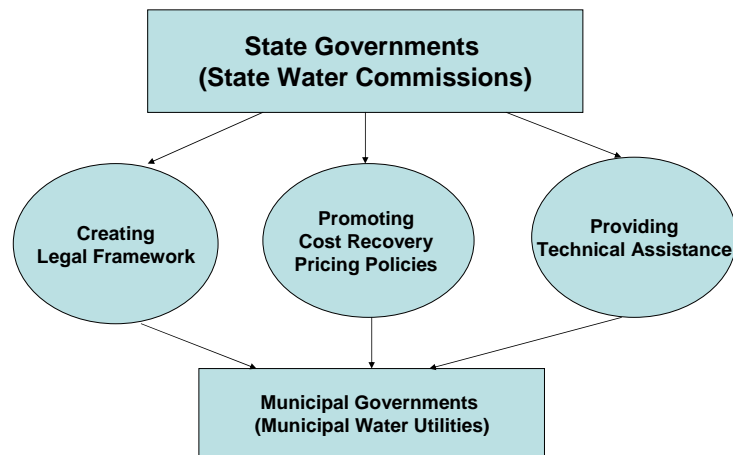 State Governments
(State Water Commissions)
Creating
Legal Framework
Promoting
Cost Recovery
Pricing Policies
Providing
Technical Assistance
Municipal Governments
(Municipal Water Utilities)